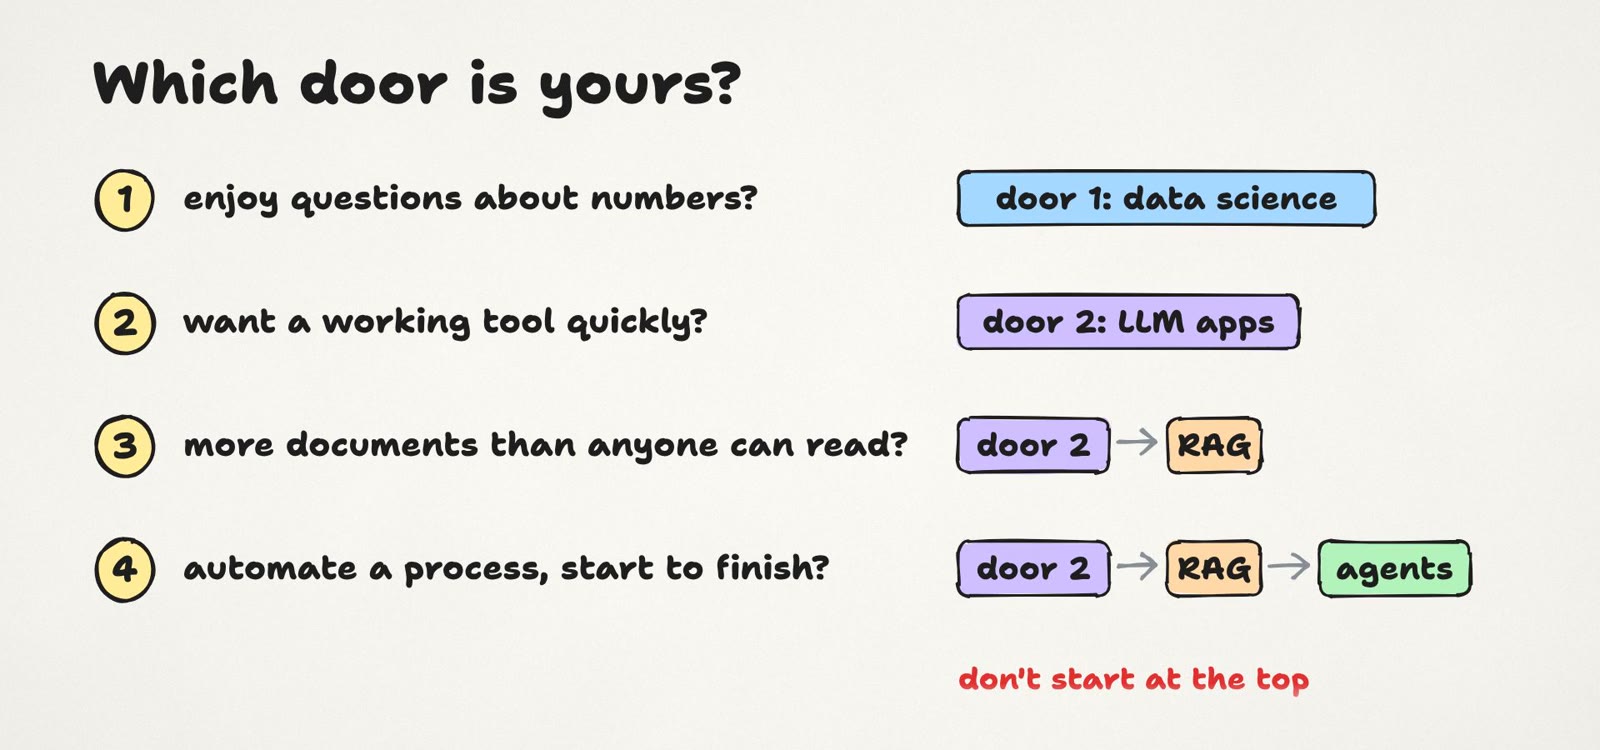 Which door is yours?
1 enjoy questions about numbers? door 1: data science
2 want a working tool quickly? door 2: LLM apps
3 more documents than anyone can read? door 2 → RAG
4 automate a process, start to finish? door 2 → RAG → agents
don't start at the top